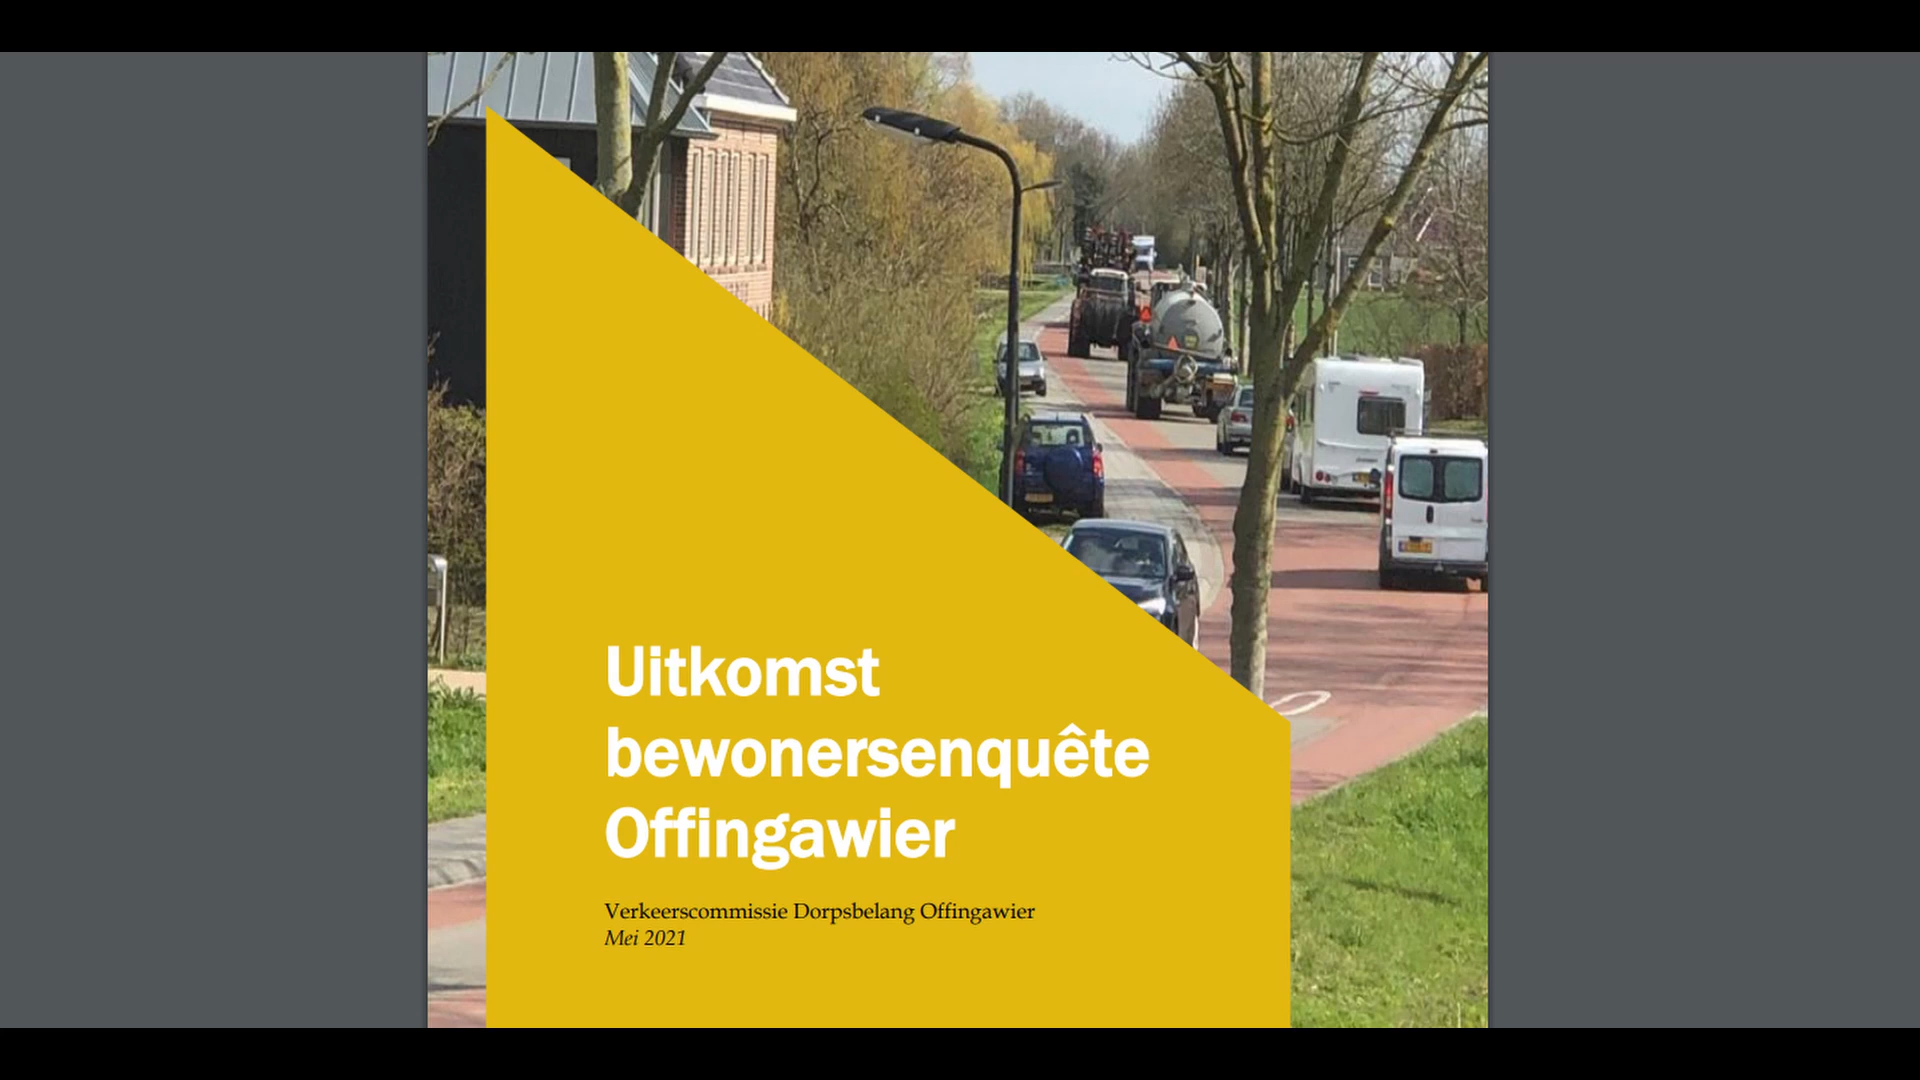 Uitkomst
bewonersenquête
Offingawier
Verkeerscommissie Dorpsbelang Offingawier
Mei 2021